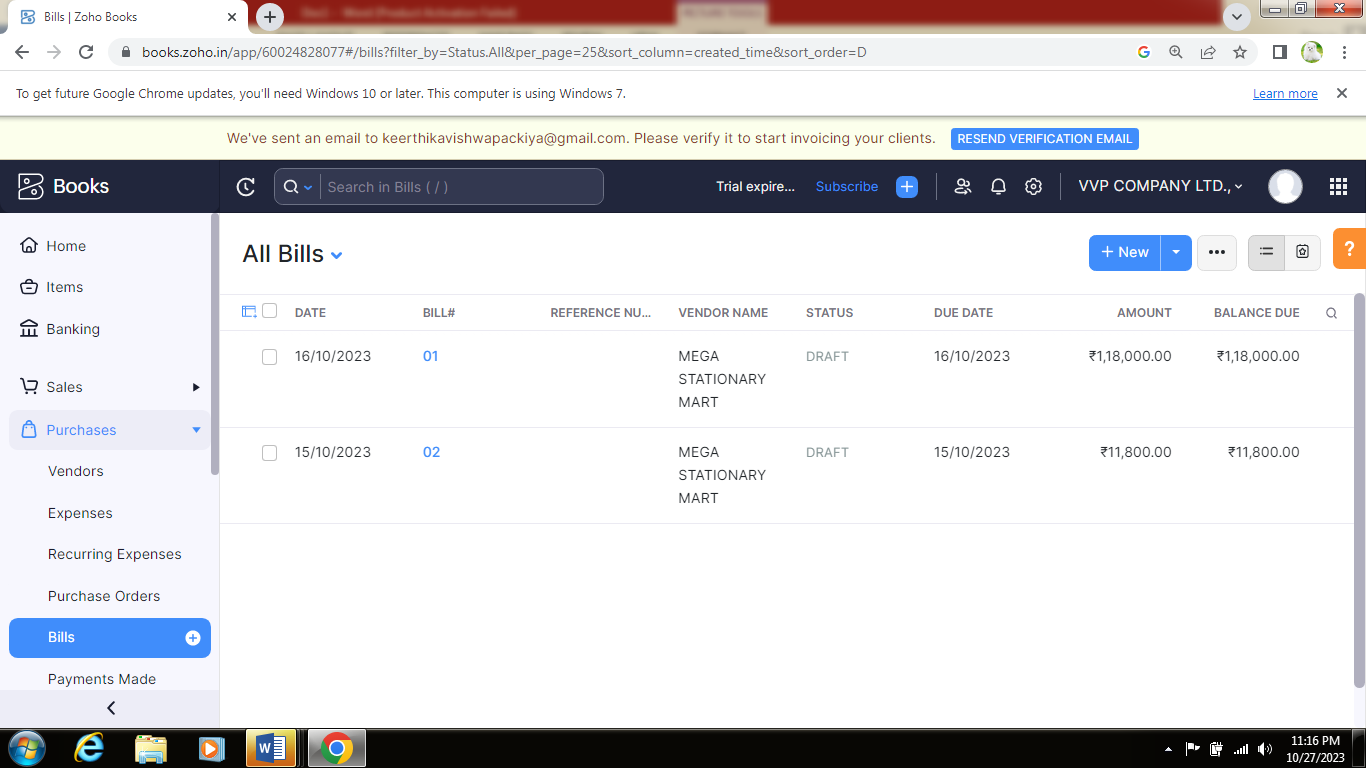 Bills | Zoho Books
books.zoho.in/app/60024828077#/bills?filter_by=Status.All&per_page=25&sort_column=created_time&sort_order=D
To get future Google Chrome updates, you'll need Windows 10 or later. This computer is using Windows 7.
Learn more
We've sent an email to keerthikavishwapackiya@gmail.com. Please verify it to start invoicing your clients.
RESEND VERIFICATION EMAIL
Books
Search in Bills ( / )
Trial expire...
Subscribe
VVP COMPANY LTD.,
Home
Items
Banking
Sales
Purchases
Vendors
Expenses
Recurring Expenses
Purchase Orders
Bills
Payments Made
All Bills
+ New
?
DATE BILL# REFERENCE NU... VENDOR NAME STATUS DUE DATE AMOUNT BALANCE DUE
16/10/2023 01 MEGA DRAFT 16/10/2023 ₹1,18,000.00 ₹1,18,000.00
STATIONARY
MART
15/10/2023 02 MEGA DRAFT 15/10/2023 ₹11,800.00 ₹11,800.00
STATIONARY
MART
11:16 PM
10/27/2023